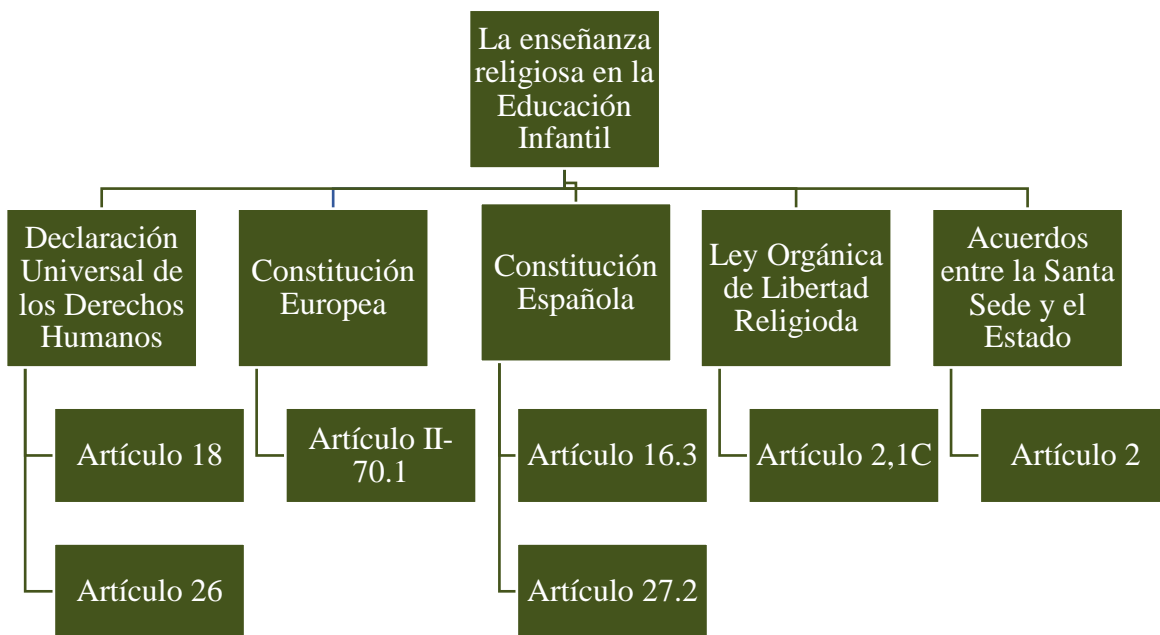 La enseñanza
religiosa en la
Educación
Infantil
Declaración
Universal de
los Derechos
Humanos
Constitución
Europea
Constitución
Española
Ley Orgánica
de Libertad
Religioda
Acuerdos
entre la Santa
Sede y el
Estado
Artículo 18
Artículo II-
70.1
Artículo 16.3
Artículo 2,1C
Artículo 2
Artículo 26
Artículo 27.2